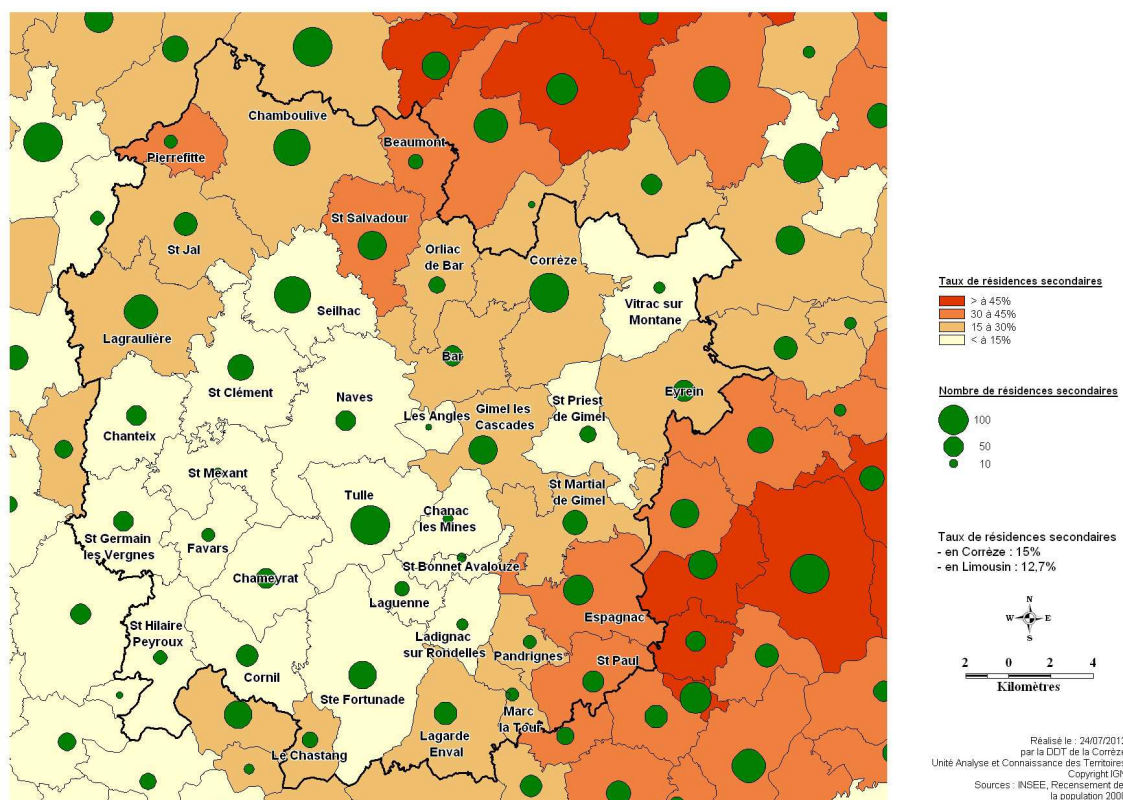 Chamboulive
Beaumont
Pierrefitte
St Salvadour
St Jal
Orliac
de Bar
Corrèze
Seilhac
Vitrac sur
Montane
Lagraulière
Bar
St Clément
Naves
Eyrein
St Priest
de Gimel
Les Angles
Gimel les
Cascades
Chanteix
St Mexant
St Martial
de Gimel
Tulle
Chanac
les Mines
St Germain
les Vergnes
Favars
St Bonnet Avalouze
Chameyrat
Laguenne
Espagnac
St Hilaire
Peyroux
Ladignac
sur Rondelles
Pandrignes
St Paul
Cornil
Ste Fortunade
Marc
la Tour
Lagarde
Enval
Le Chastang
Taux de résidences secondaires
> à 45%
30 à 45%
15 à 30%
< à 15%
Nombre de résidences secondaires
100
50
10
Taux de résidences secondaires
- en Corrèze : 15%
- en Limousin : 12,7%
N
W E
S
2 0 2 4
Kilomètres
Réalisé le : 24/07/201
par la DDT de la Corrèze
Unité Analyse et Connaissance des Territoires
Copyright IGN
Sources : INSEE, Recensement de
la population 200